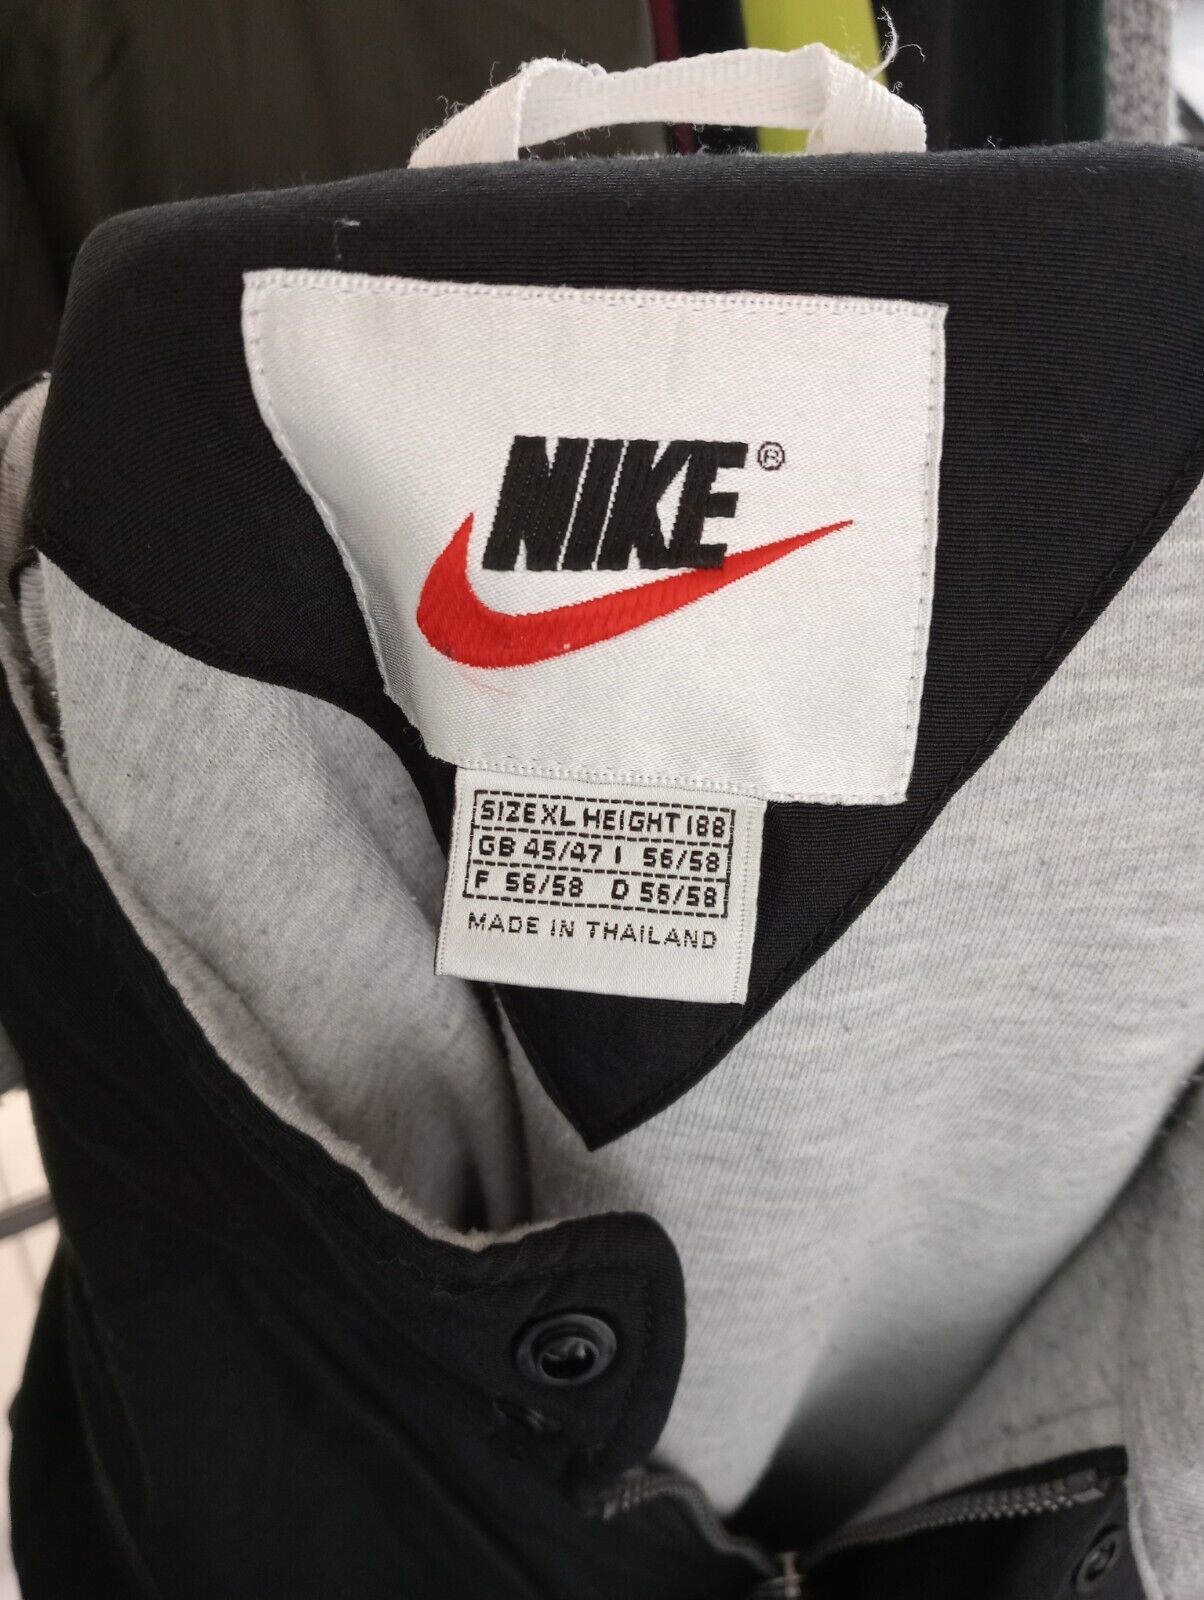 NIKE®
SIZE XL HEIGHT 188
GB 45/47 I 56/58
F 56/58 D 56/58
MADE IN THAILAND